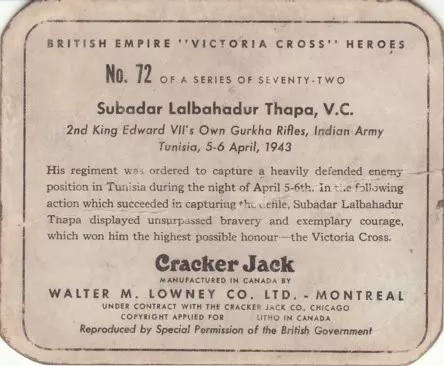 BRITISH EMPIRE "VICTORIA CROSS" HEROES
No. 72 OF A SERIES OF SEVENTY-TWO
Subadar Lalbahadur Thapa, V.C.
2nd King Edward VII's Own Gurkha Rifles, Indian Army
Tunisia, 5-6 April, 1943
His regiment was ordered to capture a heavily defended enemy
position in Tunisia during the night of April 5-6th. In the following
action which succeeded in capturing the defile, Subadar Lalbahadur
Thapa displayed unsurpassed bravery and exemplary courage,
which won him the highest possible honour—the Victoria Cross.
Cracker Jack
MANUFACTURED IN CANADA BY
WALTER M. LOWNEY CO. LTD. - MONTREAL
UNDER CONTRACT WITH THE CRACKER JACK CO., CHICAGO
COPYRIGHT APPLIED FOR LITHO IN CANADA
Reproduced by Special Permission of the British Government